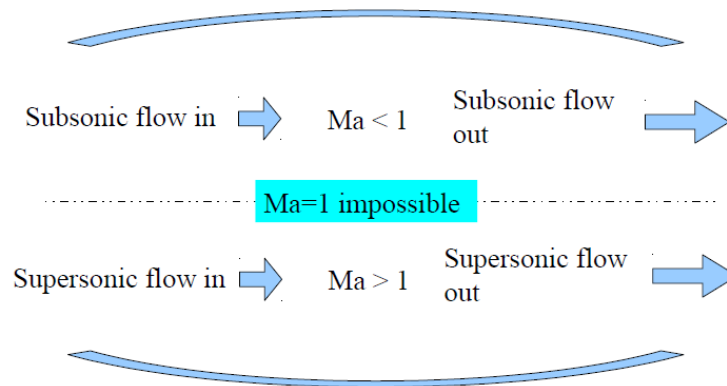 Subsonic flow in
Ma < 1
Subsonic flow
out
Ma=1 impossible
Supersonic flow in
Ma > 1
Supersonic flow
out